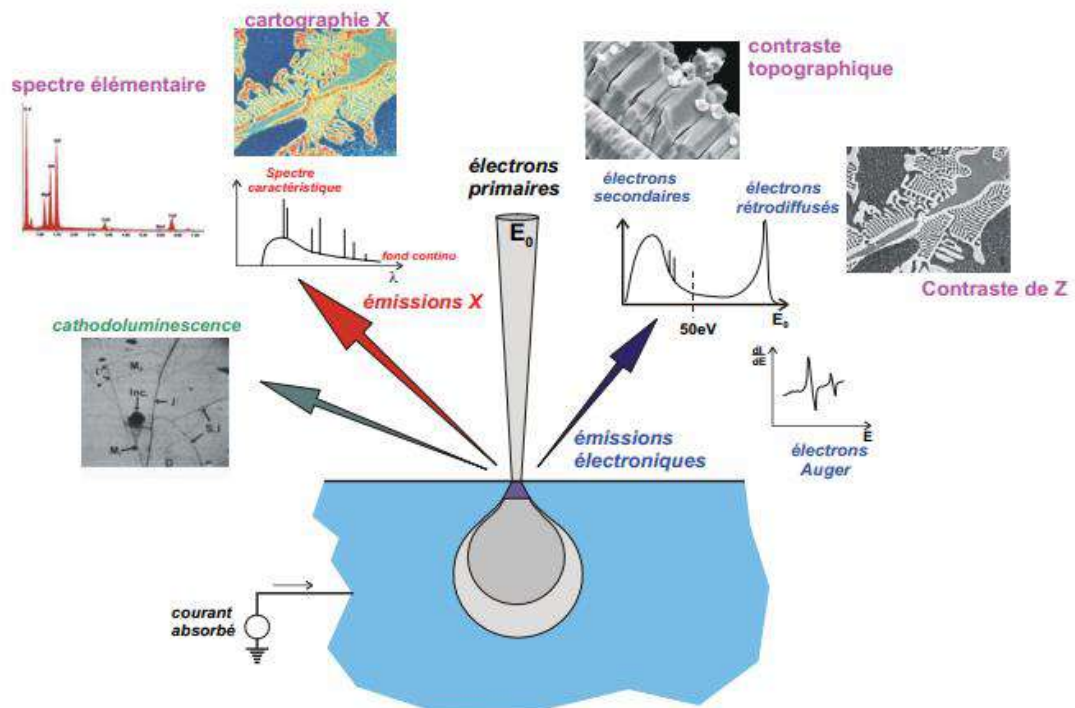 cartographie X
spectre élémentaire
contraste
topographique
électrons
primaires
E₀
Spectre
caractéristique
fond continu
λ
émissions X
électrons
secondaires
électrons
rétrodiffusés
50eV
E₀
Contraste de Z
cathodoluminescence
Inc.
J
D
dI
dE
E
électrons
Auger
émissions
électroniques
courant
absorbé